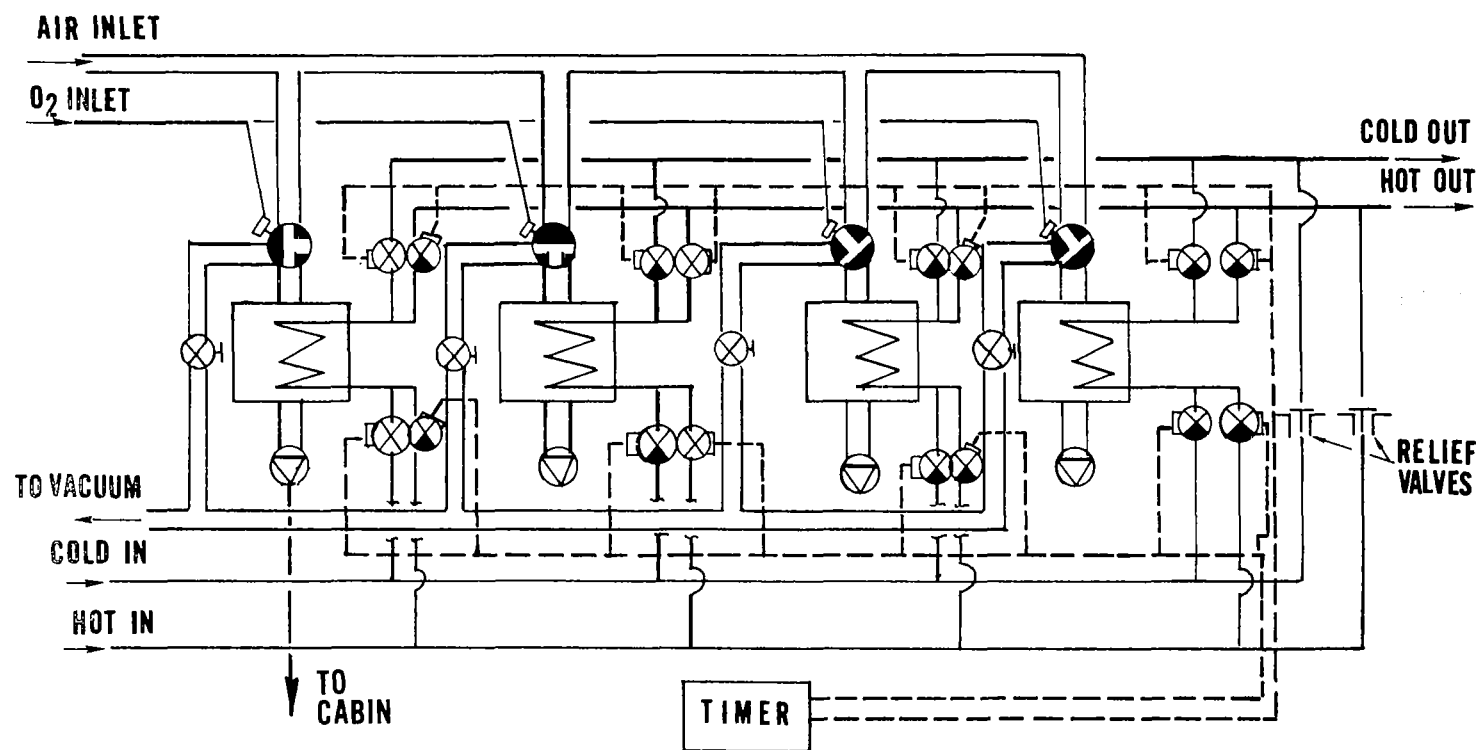 AIR INLET
O2 INLET
COLD OUT
HOT OUT
RELIEF
VALVES
TO VACUUM
COLD IN
HOT IN
TO
CABIN
TIMER